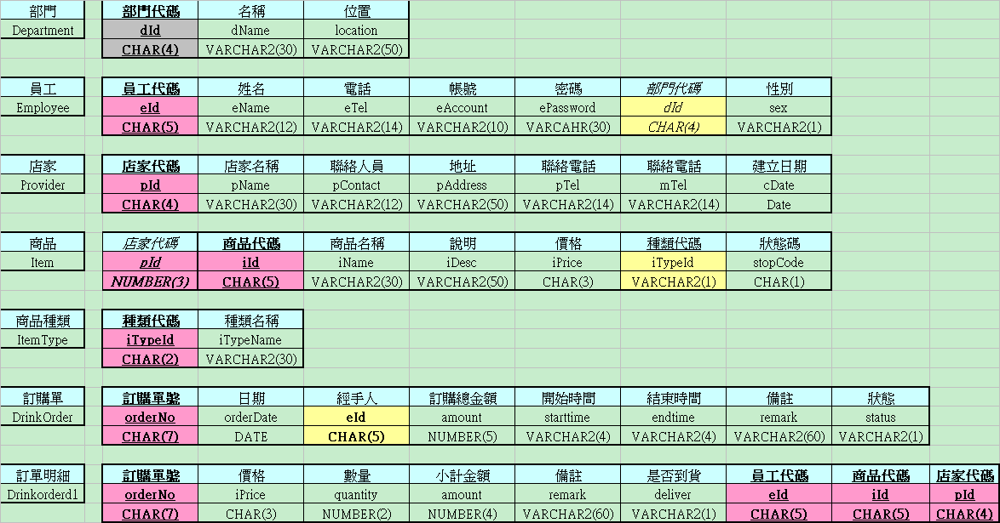 部門 部門代碼 名稱 位置
Department dId dName location
CHAR(4) VARCHAR2(30) VARCHAR2(50)
員工 員工代碼 姓名 電話 帳號 密碼 部門代碼 性別
Employee eId eName eTel eAccount ePassword dId sex
CHAR(5) VARCHAR2(12) VARCHAR2(14) VARCHAR2(10) VARCAHR(30) CHAR(4) VARCHAR2(1)
店家 店家代碼 店家名稱 聯絡人員 地址 聯絡電話 聯絡電話 建立日期
Provider pId pName pContact pAddress pTel mTel cDate
CHAR(4) VARCHAR2(30) VARCHAR2(12) VARCHAR2(50) VARCHAR2(14) VARCHAR2(14) Date
商品 店家代碼 商品代碼 商品名稱 說明 價格 種類代碼 狀態碼
Item pId iId iName iDesc iPrice iTypeId stopCode
NUMBER(3) CHAR(5) VARCHAR2(30) VARCHAR2(50) CHAR(3) VARCHAR2(1) CHAR(1)
商品種類 種類代碼 種類名稱
ItemType iTypeId iTypeName
CHAR(2) VARCHAR2(30)
訂購單 訂購單號 日期 經手人 訂購總金額 開始時間 結束時間 備註 狀態
DrinkOrder orderNo orderDate eId amount starttime endtime remark status
CHAR(7) DATE CHAR(5) NUMBER(5) VARCHAR2(4) VARCHAR2(4) VARCHAR2(60) VARCHAR2(1)
訂單明細 訂購單號 價格 數量 小計金額 備註 是否到貨 員工代碼 商品代碼 店家代碼
Drinkorderd1 orderNo iPrice quantity amount remark deliver eId iId pId
CHAR(7) CHAR(3) NUMBER(2) NUMBER(4) VARCHAR2(60) VARCHAR2(1) CHAR(5) CHAR(5) CHAR(4)